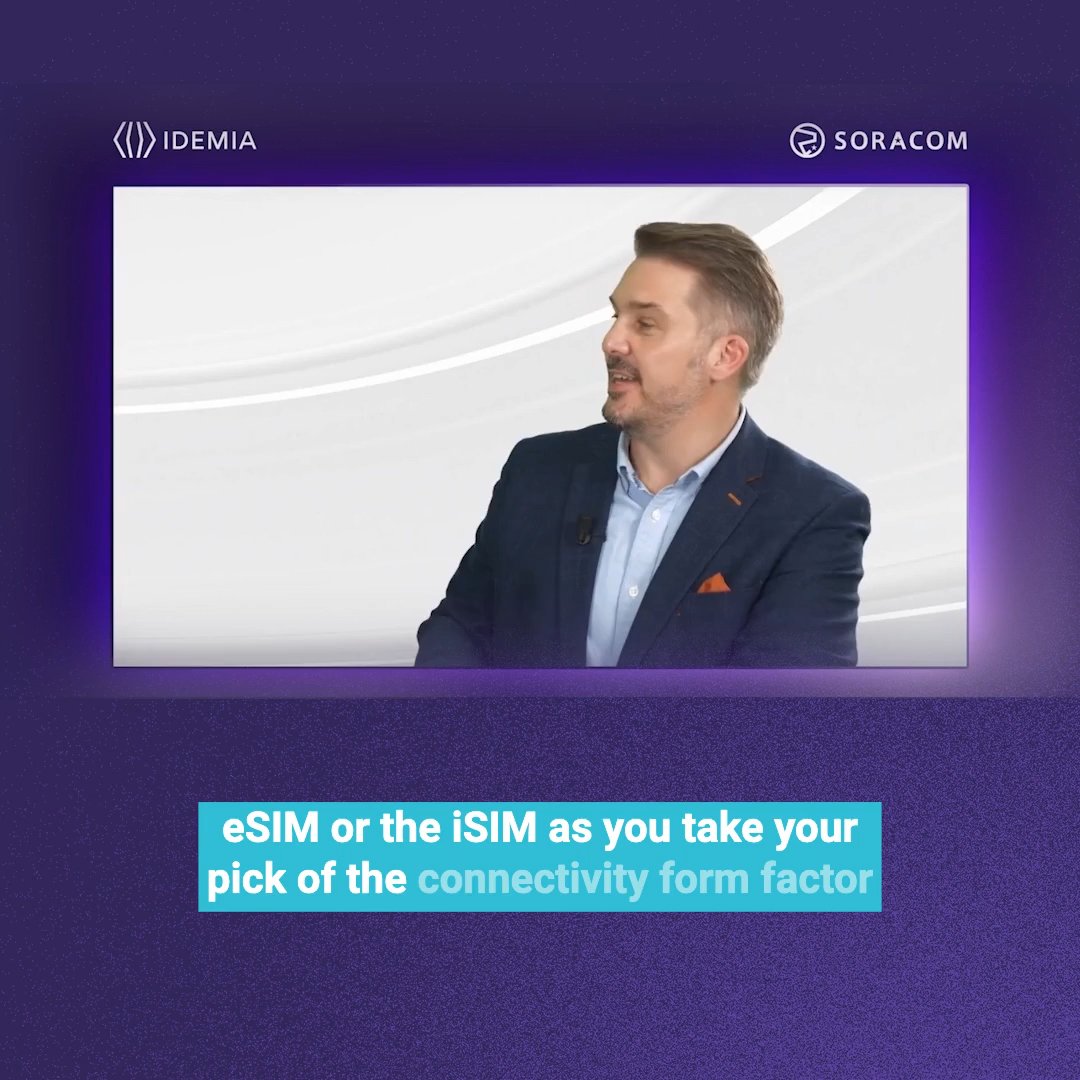 IDEMIA
SORACOM
eSIM or the iSIM as you take your
pick of the connectivity form factor